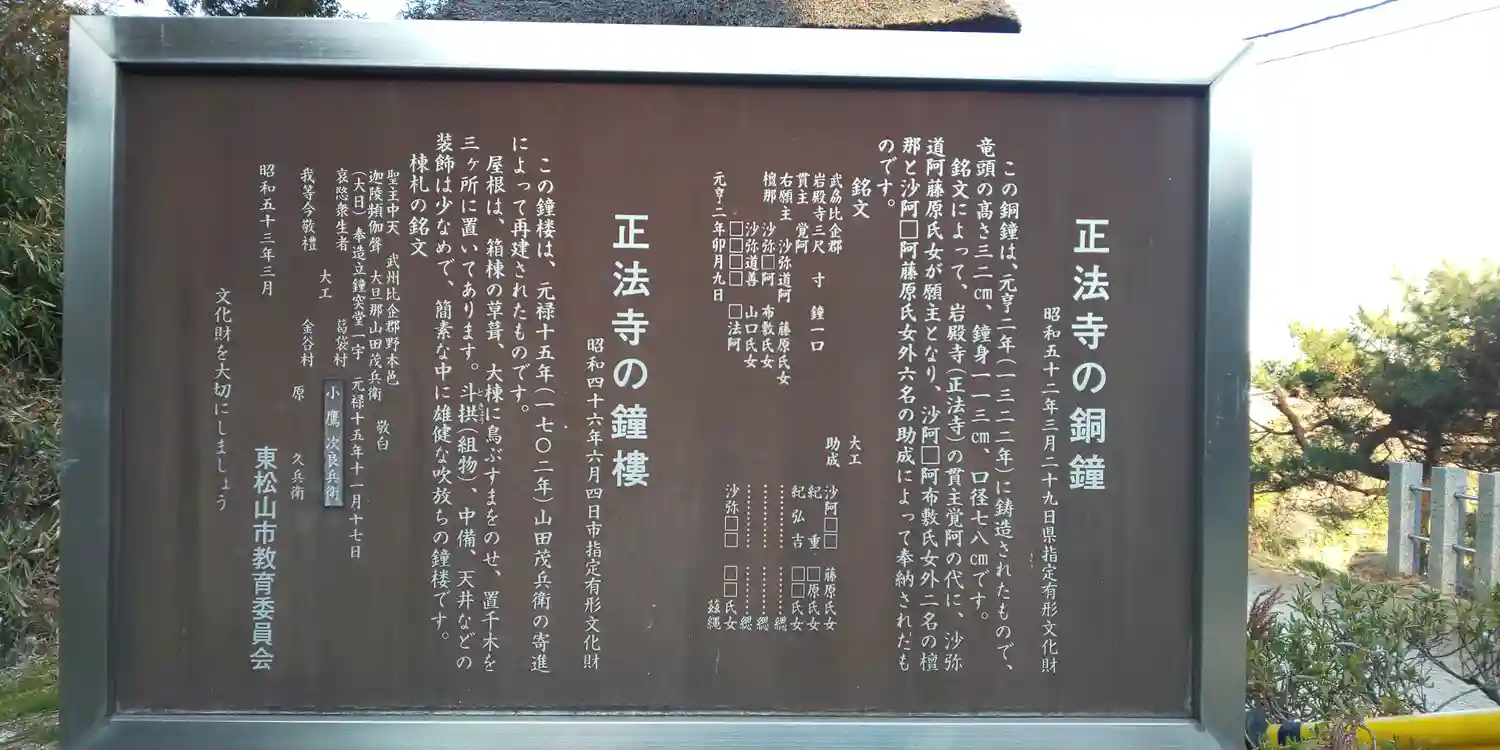 正法寺の銅鐘
昭和五十二年三月二十九日県指定有形文化財
この銅鐘は、元亨二年(一三二二年)に鋳造されたもので、
竜頭の高さ三二㎝、鐘身一一三㎝、口径七八㎝です。
銘文によって、岩殿寺(正法寺)の貫主覚阿の代に、沙弥
道阿藤原氏女が願主となり、沙阿□阿布敷氏女外二名の檀
那と沙阿□阿藤原氏女外六名の助成によって奉納されたも
のです。
銘文
武州比企郡
岩殿寺三尺 寸 鐘一口
貫主 覚阿
右願主 沙弥道阿 藤原氏女
檀那 沙弥□阿 布敷氏女
沙弥道善 山口氏女
□□□□ □法阿
元亨二年卯月九日
大工
助成
沙阿□□ 藤原氏女
紀 重 □原氏女
紀弘吉 □□氏女
沙弥□□ □□氏女
正法寺の鐘樓
昭和四十六年六月四日市指定有形文化財
この鐘楼は、元禄十五年(一七〇二年)山田茂兵衛の寄進
によって再建されたものです。
屋根は、箱棟の草葺、大棟に鳥ぶすまをのせ、置千木を
三ヶ所に置いてあります。斗拱(組物)、中備、天井などの
装飾は少なめで、簡素な中に雄健な吹放ちの鐘楼です。
棟札の銘文
聖主中天 武州比企郡野本邑
迦陵頻伽聲 大旦那山田茂兵衛 敬白
(大日) 奉造立鐘突堂一宇 元禄十五年十一月十七日
哀愍衆生者 葛袋村 小鷹次良兵衛
大工
我等今敬禮 金谷村 原 久兵衛
昭和五十三年三月
東松山市教育委員会
文化財を大切にしましょう